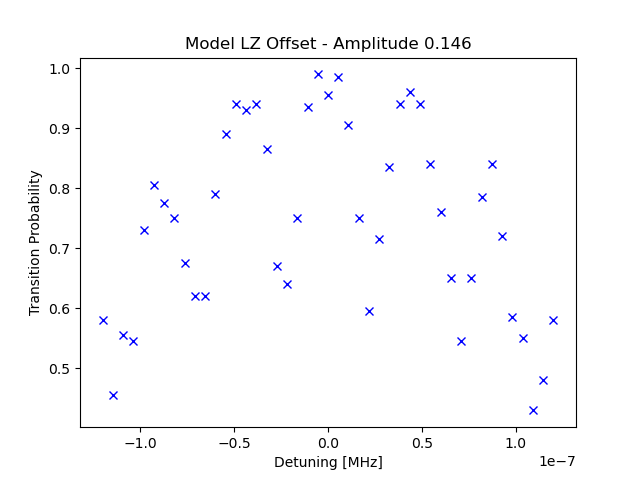 Model LZ Offset - Amplitude 0.146
Transition Probability
1.0
0.9
0.8
0.7
0.6
0.5
−1.0 −0.5 0.0 0.5 1.0
1e−7
Detuning [MHz]